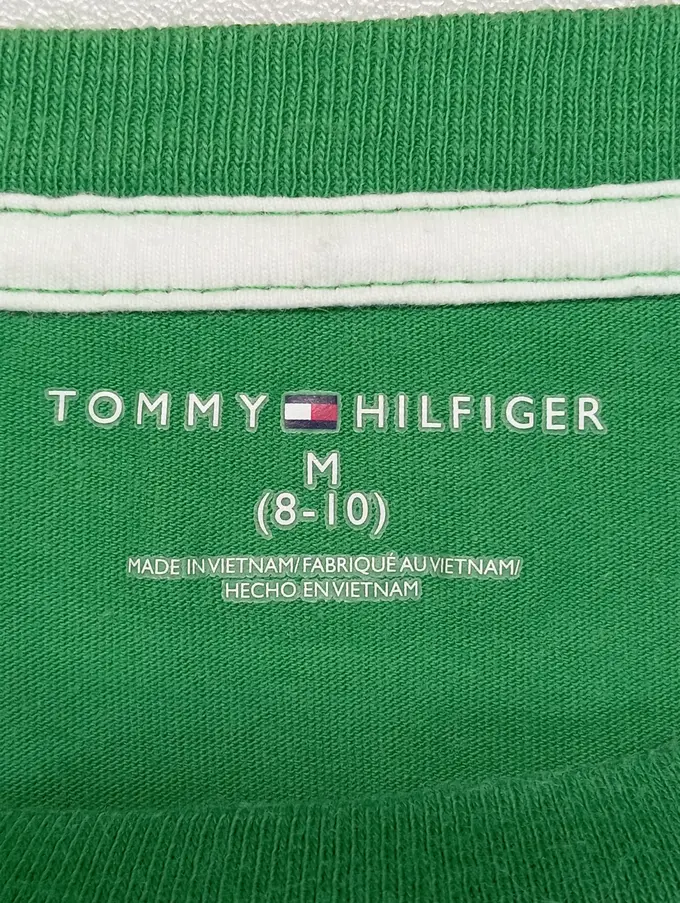 TOMMY HILFIGER
M
(8-10)
MADE IN VIETNAM/FABRIQUÉ AU VIETNAM/
HECHO EN VIETNAM